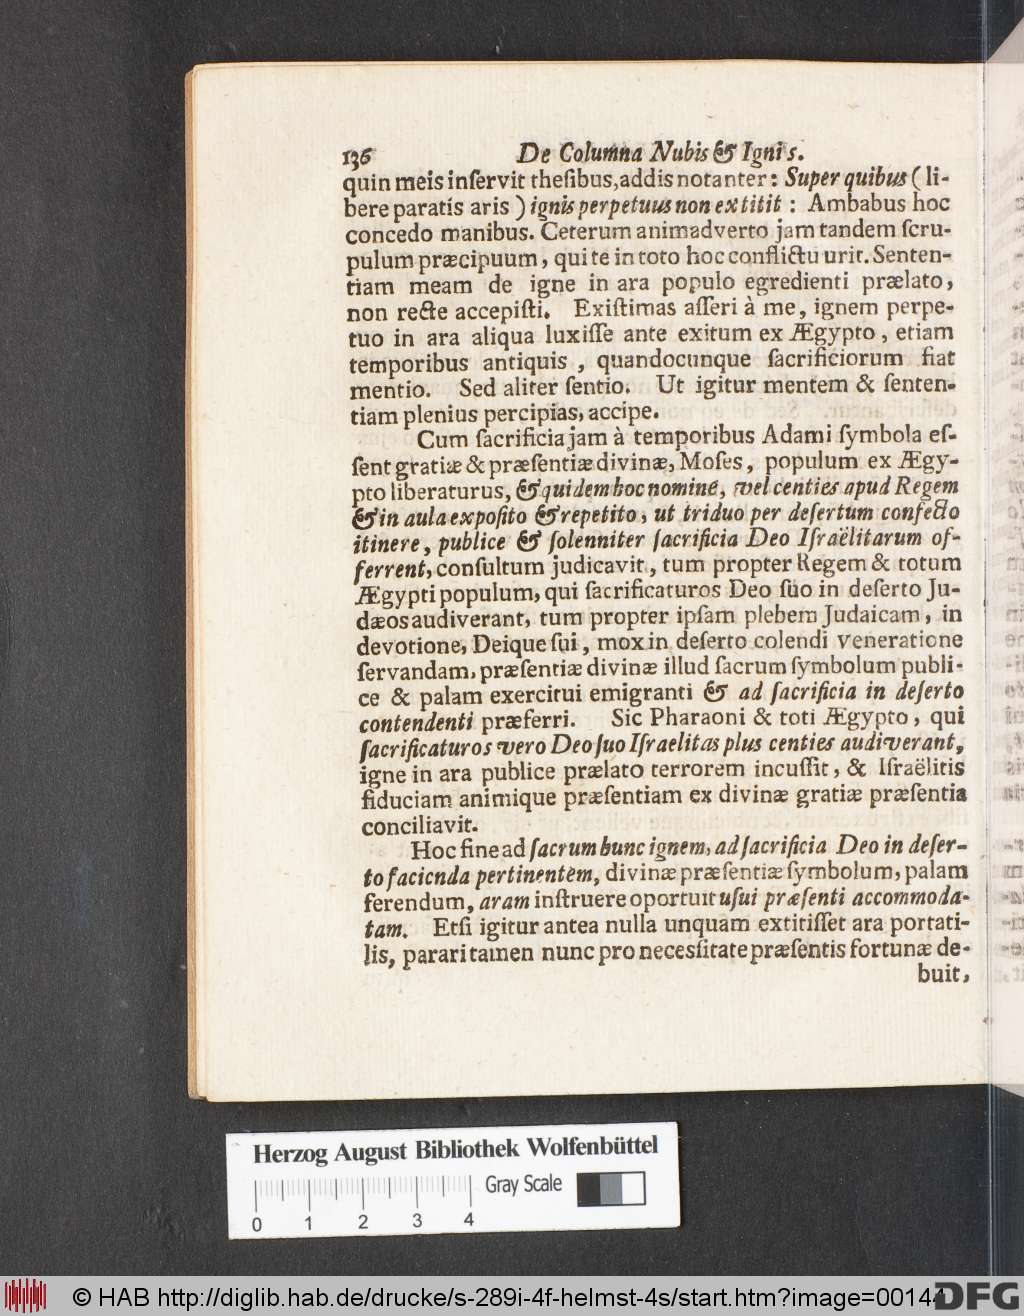 136 De Columna Nubis & Ignis.
quin meis inſervit theſibus, addis notanter: Super quibus (li-
bere paratis aris) ignis perpetuus non extitit: Ambabus hoc
concedo manibus. Ceterum animadverto jam tandem ſcru-
pulum præcipuum, qui te in toto hoc conflictu urit. Senten-
tiam meam de igne in ara populo egredienti prælato,
non recte accepiſti. Exiſtimas aſſeri à me, ignem perpe-
tuo in ara aliqua luxiſſe ante exitum ex Ægypto, etiam
temporibus antiquis, quandocunque ſacrificiorum fiat
mentio. Sed aliter ſentio. Ut igitur mentem & ſenten-
tiam plenius percipias, accipe.
Cum ſacrificia jam à temporibus Adami ſymbola eſ-
ſent gratiæ & præſentiæ divinæ, Moſes, populum ex Ægy-
pto liberaturus, & quidem hoc nomine, vel centies apud Regem
& in aula expoſito & repetito, ut triduo per deſertum confecto
itinere, publice & ſolenniter ſacrificia Deo Iſraëlitarum of-
ferrent, conſultum judicavit, tum propter Regem & totum
Ægypti populum, qui ſacrificaturos Deo ſuo in deſerto Ju-
dæos audiverant, tum propter ipſam plebem Judaicam, in
devotione, Deique ſui, mox in deſerto colendi veneratione
ſervandam, præſentiæ divinæ illud ſacrum ſymbolum publi-
ce & palam exercitui emigranti & ad ſacrificia in deſerto
contendenti præferri. Sic Pharaoni & toti Ægypto, qui
ſacrificaturos vero Deo ſuo Iſraelitas plus centies audiverant,
igne in ara publice prælato terrorem incuſſit, & Iſraëlitis
fiduciam animique præſentiam ex divinæ gratiæ præſentia
conciliavit.
Hoc fine ad ſacrum hunc ignem, ad ſacrificia Deo in deſer-
to facienda pertinentem, divinæ præſentiæ ſymbolum, palam
ferendum, aram inſtruere oportuit uſui præſenti accommoda-
tam. Etſi igitur antea nulla unquam extitiſſet ara portati-
lis, parari tamen nunc pro neceſſitate præſentis fortunæ de-
buit,
Herzog August Bibliothek Wolfenbüttel
Gray Scale
0 1 2 3 4
© HAB http://diglib.hab.de/drucke/s-289i-4f-helmst-4s/start.htm?image=00144
DFG